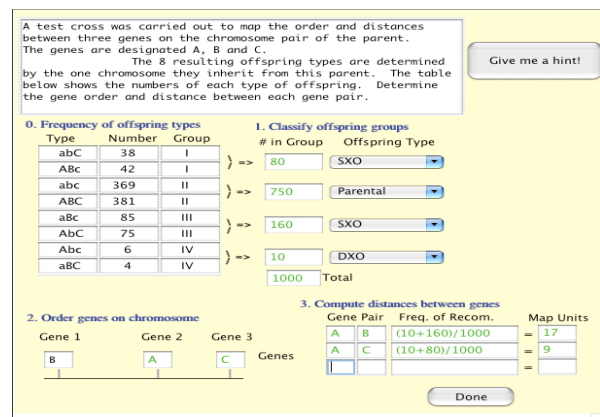 A test cross was carried out to map the order and distances
between three genes on the chromosome pair of the parent.
The genes are designated A, B and C.
The 8 resulting offspring types are determined
by the one chromosome they inherit from this parent. The table
below shows the numbers of each type of offspring. Determine
the gene order and distance between each gene pair.
Give me a hint!
0. Frequency of offspring types
Type Number Group
abC 38 I
ABc 42 I
abc 369 II
ABC 381 II
aBc 85 III
AbC 75 III
Abc 6 IV
aBC 4 IV
1. Classify offspring groups
# in Group Offspring Type
} => 80 SXO
} => 750 Parental
} => 160 SXO
} => 10 DXO
1000 Total
2. Order genes on chromosome
Gene 1 Gene 2 Gene 3
B A C Genes
3. Compute distances between genes
Gene Pair Freq. of Recom. Map Units
A B (10+160)/1000 = 17
A C (10+80)/1000 = 9
=
Done